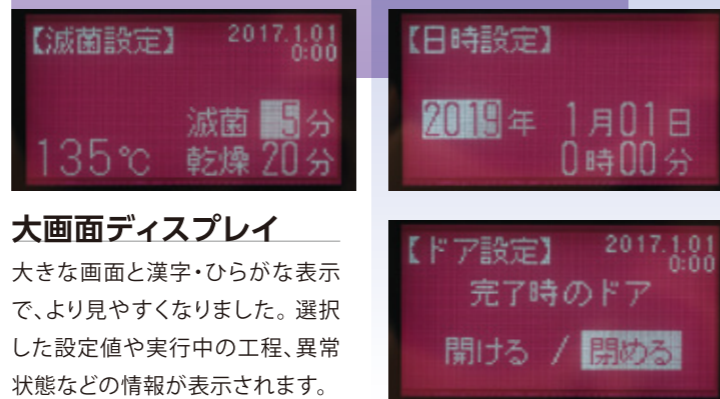 【滅菌設定】 2017.1.01
0:00
滅菌 5分
135℃ 乾燥 20分
【日時設定】
2019年 1月01日
0時00分
大画面ディスプレイ
大きな画面と漢字・ひらがな表示
で、より見やすくなりました。選択
した設定値や実行中の工程、異常
状態などの情報が表示されます。
【ドア設定】 2017.1.01
0:00
完了時のドア
開ける / 閉める